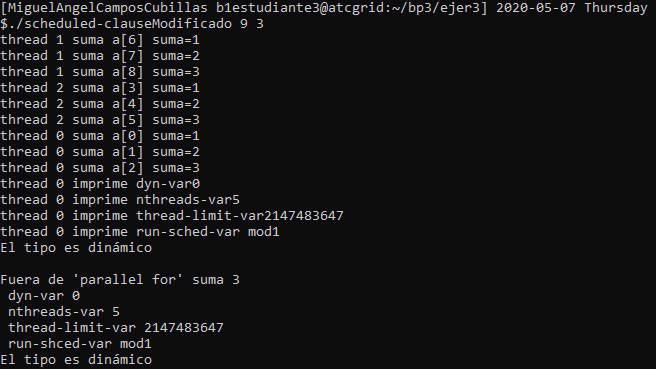 [MiguelAngelCamposCubillas b1estudiante3@atcgrid:~/bp3/ejer3] 2020-05-07 Thursday
$./scheduled-clauseModificado 9 3
thread 1 suma a[6] suma=1
thread 1 suma a[7] suma=2
thread 1 suma a[8] suma=3
thread 2 suma a[3] suma=1
thread 2 suma a[4] suma=2
thread 2 suma a[5] suma=3
thread 0 suma a[0] suma=1
thread 0 suma a[1] suma=2
thread 0 suma a[2] suma=3
thread 0 imprime dyn-var0
thread 0 imprime nthreads-var5
thread 0 imprime thread-limit-var2147483647
thread 0 imprime run-sched-var mod1
El tipo es dinámico
Fuera de 'parallel for' suma 3
dyn-var 0
nthreads-var 5
thread-limit-var 2147483647
run-shced-var mod1
El tipo es dinámico